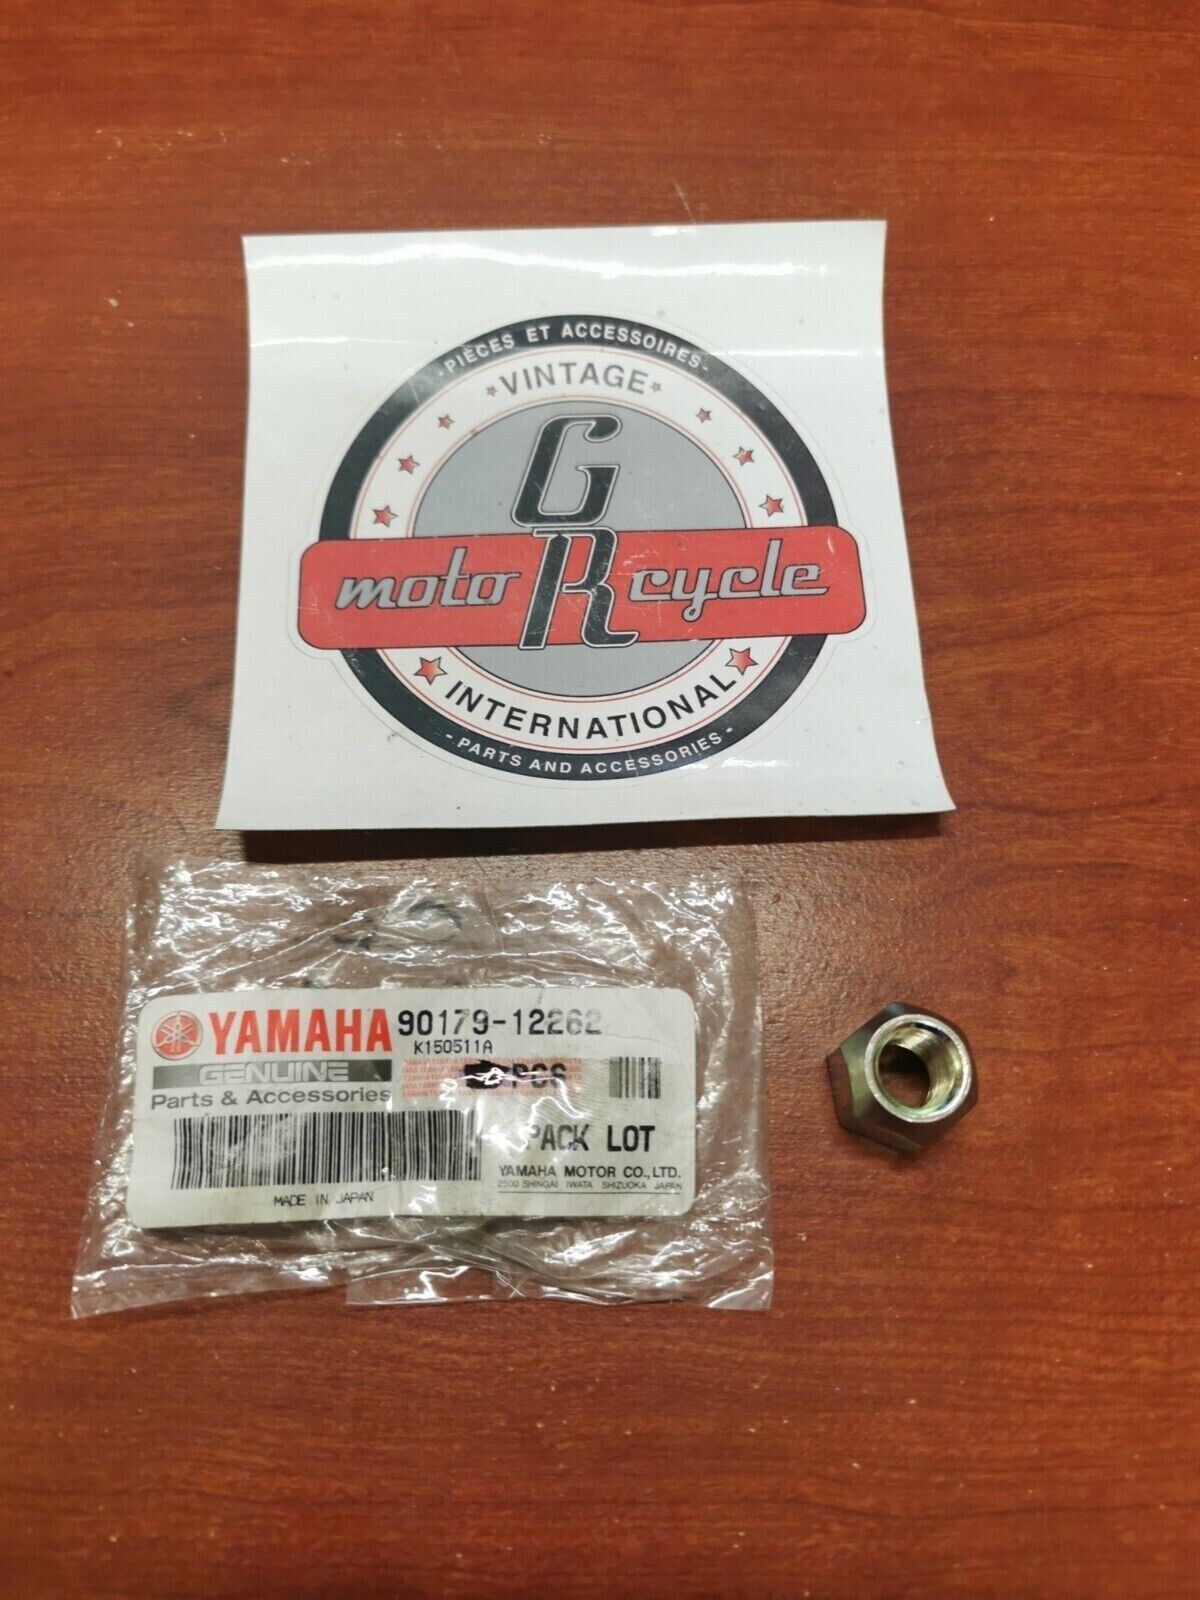 - PIÈCES ET ACCESSOIRES -
VINTAGE
G
moto R cycle
INTERNATIONAL
- PARTS AND ACCESSORIES -
YAMAHA 90179-12262
K150511A
GENUINE
PCS
Parts & Accessories
PACK LOT
YAMAHA MOTOR CO., LTD.
2500 SHINGAI IWATA SHIZUOKA JAPAN
MADE IN JAPAN